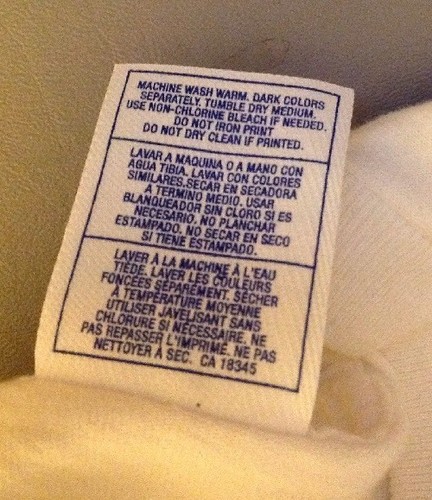 MACHINE WASH WARM. DARK COLORS
SEPARATELY. TUMBLE DRY MEDIUM.
USE NON-CHLORINE BLEACH IF NEEDED.
DO NOT IRON PRINT
DO NOT DRY CLEAN IF PRINTED.
LAVAR A MAQUINA O A MANO CON
AGUA TIBIA. LAVAR CON COLORES
SIMILARES.SECAR EN SECADORA
A TERMINO MEDIO. USAR
BLANQUEADOR SIN CLORO SI ES
NECESARIO. NO PLANCHAR
ESTAMPADO. NO SECAR EN SECO
SI TIENE ESTAMPADO.
LAVER À LA MACHINE À L'EAU
TIEDE. LAVER LES COULEURS
FONCÉES SÉPARÉMENT. SÉCHER
À TEMPÉRATURE MOYENNE
UTILISER JAVELISANT SANS
CHLORURE SI NÉCESSAIRE. NE
PAS REPASSER L'IMPRIME. NE PAS
NETTOYER À SEC. CA 18345